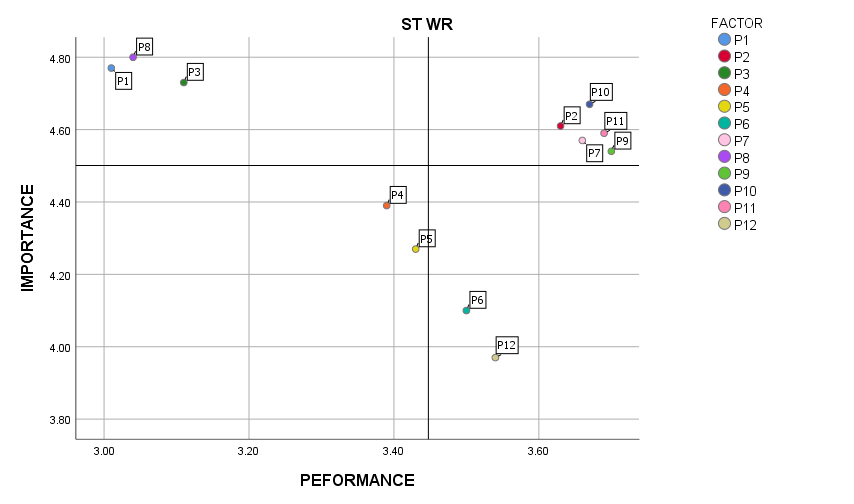 ST WR
FACTOR
P1
P2
P3
P4
P5
P6
P7
P8
P9
P10
P11
P12
IMPORTANCE
4.80
4.60
4.40
4.20
4.00
3.80
P8
P3
P1
P10
P2
P11
P9
P7
P4
P5
P6
P12
3.00
3.20
3.40
3.60
PEFORMANCE